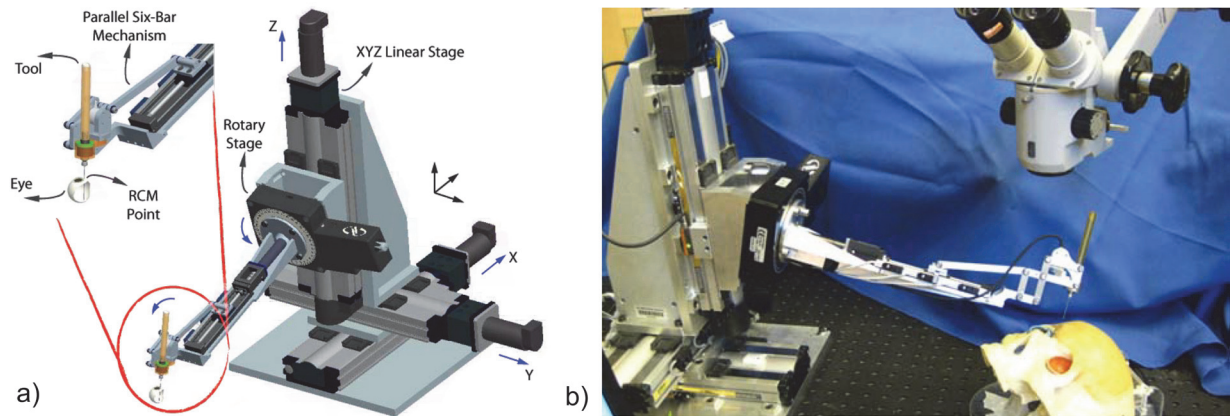 Parallel Six-Bar
Mechanism
Tool
Eye
RCM
Point
Z
XYZ Linear Stage
Rotary
Stage
X
Y
a)
b)